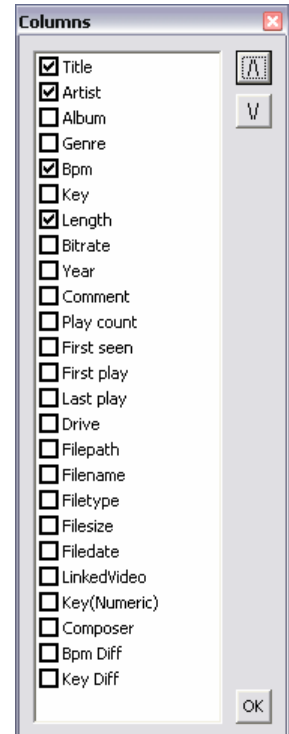 Columns
Title
Artist
Album
Genre
Bpm
Key
Length
Bitrate
Year
Comment
Play count
First seen
First play
Last play
Drive
Filepath
Filename
Filetype
Filesize
Filedate
LinkedVideo
Key(Numeric)
Composer
Bpm Diff
Key Diff
/\
V
OK